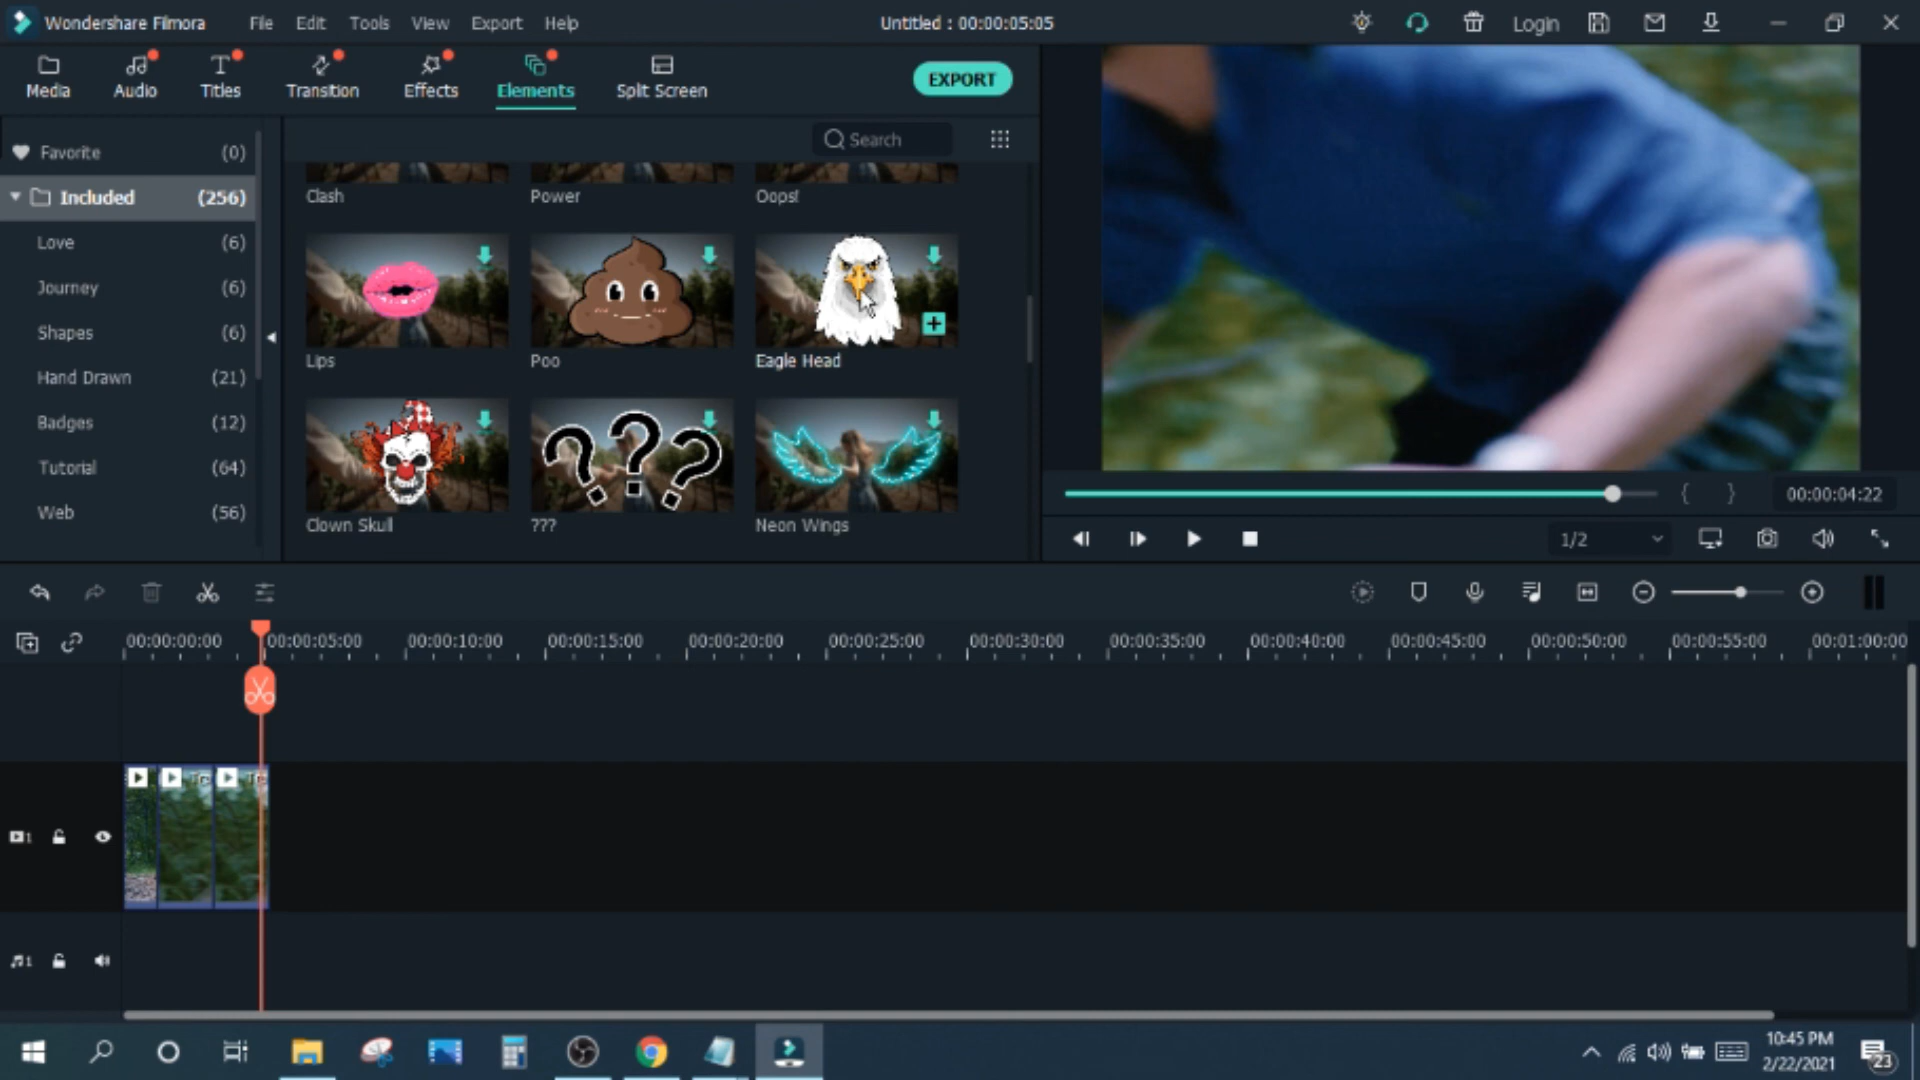 Wondershare Filmora File Edit Tools View Export Help Untitled : 00:00:05:05 Login
Media Audio Titles Transition Effects Elements Split Screen EXPORT
Favorite (0)
Included (256)
Love (6)
Journey (6)
Shapes (6)
Hand Drawn (21)
Badges (12)
Tutorial (64)
Web (56)
Search
Clash Power Oops!
Lips Poo Eagle Head
Clown Skull ??? Neon Wings
{ } 00:00:04:22
1/2
00:00:00:00 00:00:05:00 00:00:10:00 00:00:15:00 00:00:20:00 00:00:25:00 00:00:30:00 00:00:35:00 00:00:40:00 00:00:45:00 00:00:50:00 00:00:55:00 00:01:00:00
1
1
10:45 PM
2/22/2021
23